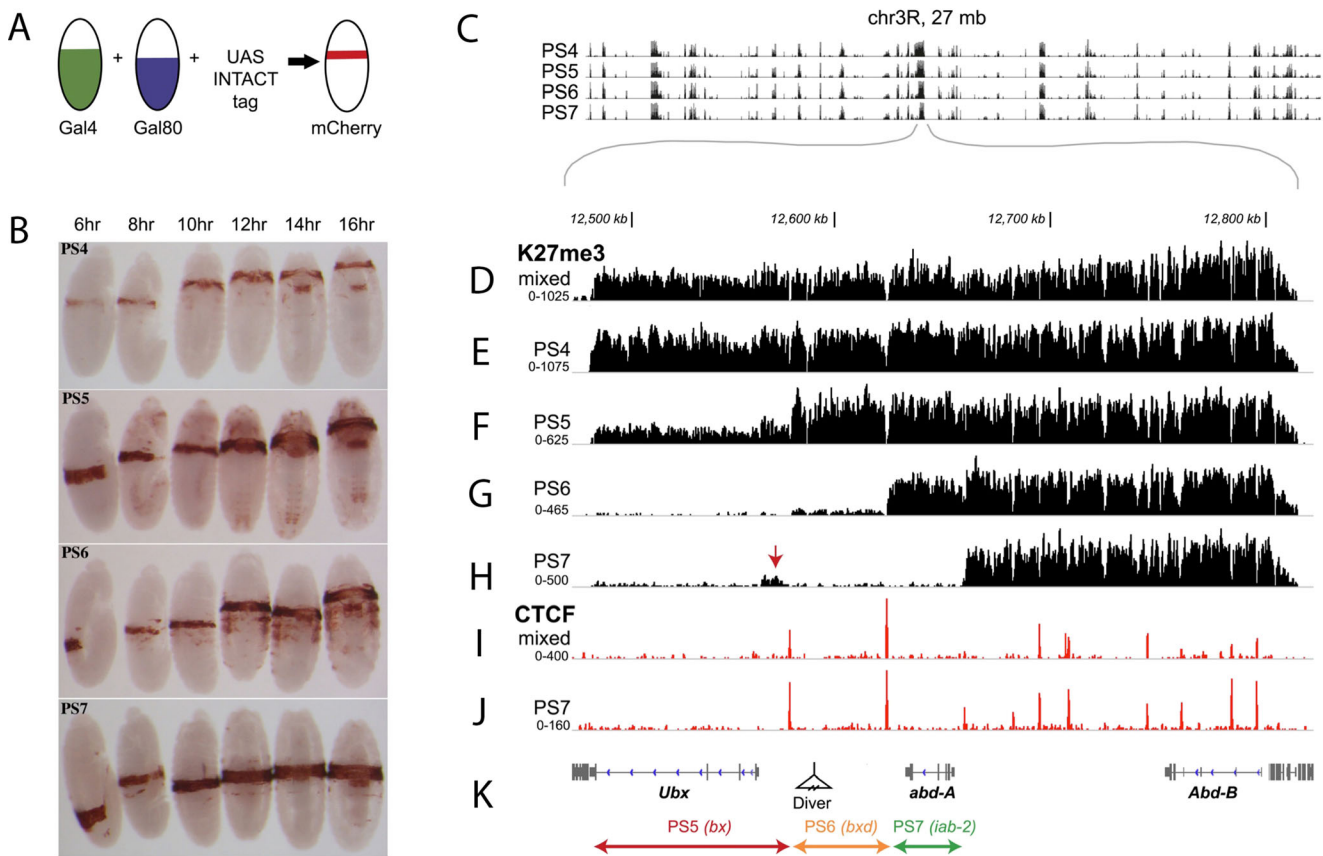 A
Gal4
+
Gal80
+
UAS
INTACT
tag
mCherry
B
6hr 8hr 10hr 12hr 14hr 16hr
PS4
PS5
PS6
PS7
C
chr3R, 27 mb
PS4
PS5
PS6
PS7
12,500 kb 12,600 kb 12,700 kb 12,800 kb
D
K27me3
mixed
0-1025
E
PS4
0-1075
F
PS5
0-625
G
PS6
0-465
H
PS7
0-500
I
CTCF
mixed
0-400
J
PS7
0-160
K
Ubx
Diver
abd-A
Abd-B
PS5 (bx) PS6 (bxd) PS7 (iab-2)